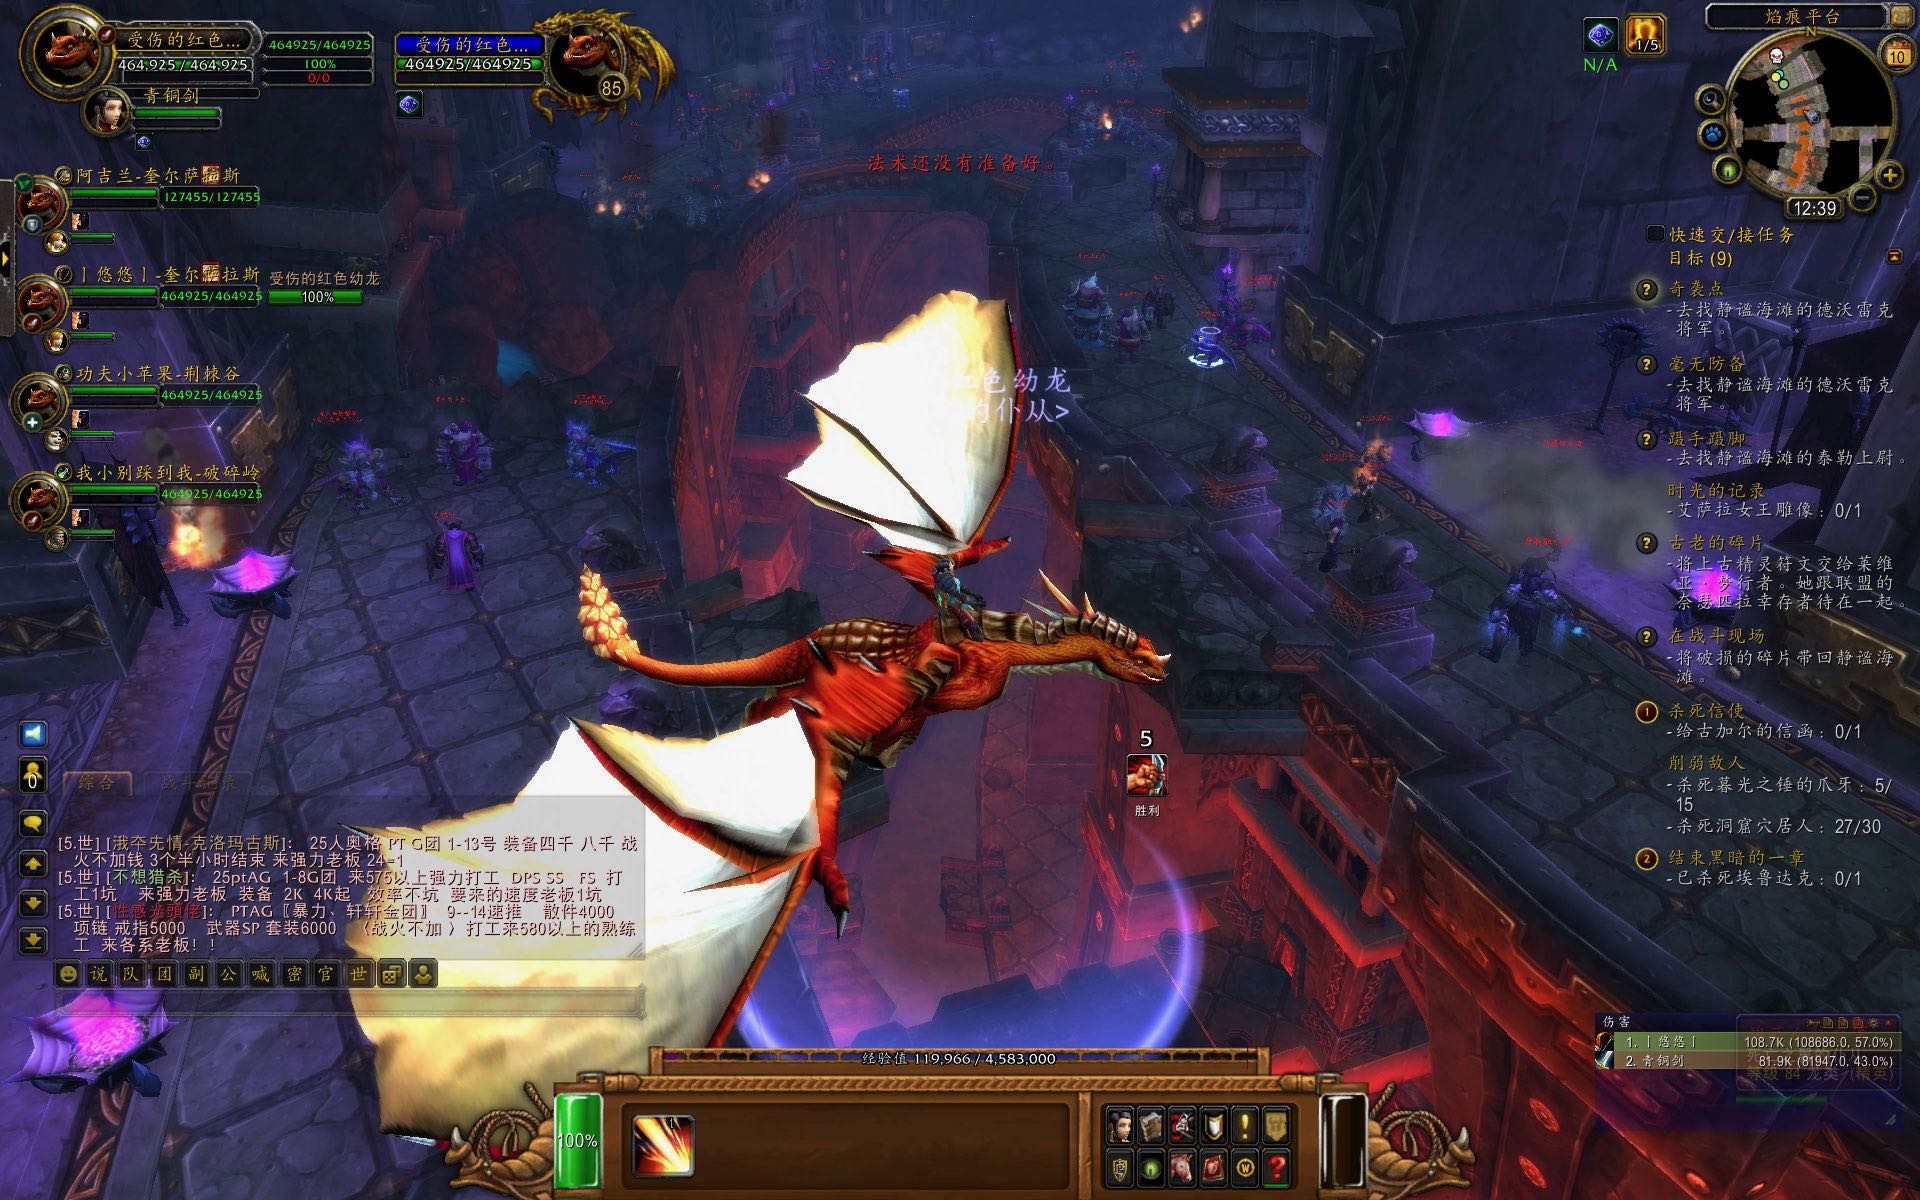 受伤的红色...
464,925 / 464,925
464925/464925
100%
0/0
青铜剑
受伤的红色...
464925/464925
85
N/A
1/5
焰痕平台
N
10
12:39
法术还没有准备好。
阿吉兰-奎尔萨拉斯
127455/127455
丨悠悠丨-奎尔萨拉斯
464925/464925
受伤的红色幼龙
100%
功夫小苹果-荆棘谷
464925/464925
我小别踩到我-破碎岭
464925/464925
红色幼龙
的仆从>
快速交/接任务
目标 (9)
奇袭点
-去找静谧海滩的德沃雷克
将军。
毫无防备
-去找静谧海滩的德沃雷克
将军。
蹑手蹑脚
-去找静谧海滩的泰勒上尉。
时光的记录
-艾萨拉女王雕像：0/1
古老的碎片
-将上古精灵符文交给莱维
亚·梦行者。她跟联盟的
奈瑟匹拉幸存者待在一起。
在战斗现场
-将破损的碎片带回静谧海
滩。
1 杀死信使
-给古加尔的信函：0/1
削弱敌人
-杀死暮光之锤的爪牙：5/
15
-杀死洞窟穴居人：27/30
2 结束黑暗的一章
-已杀死埃鲁达克：0/1
5
胜利
0
综合 战斗记录
[5.世] [涐夲旡情-克洛玛古斯]： 25人奥格 PT G团 1-13号 装备四千 八千 战
火不加钱 3个半小时结束 来强力老板 24=1
[5.世] [不想猎杀]： 25ptAG 1-8G团 来575以上强力打工 DPS SS FS 打
工1坑 来强力老板 装备 2K 4K起 效率不坑 要来的速度老板1坑
[5.世] [性感光頭佬]： PTAG〖暴力、轩轩金团〗 9--14速推 散件4000
项链 戒指5000 武器SP 套装6000 （战火不加 ）打工来580以上的熟练
工 来各系老板！！
说 队 团 副 公 喊 密 官 世
经验值 119,966 / 4,583,000
100%
伤害
1. 丨悠悠丨 108.7K (108686.0, 57.0%)
2. 青铜剑 81.9K (81947.0, 43.0%)
等级 84 龙类 (精英)